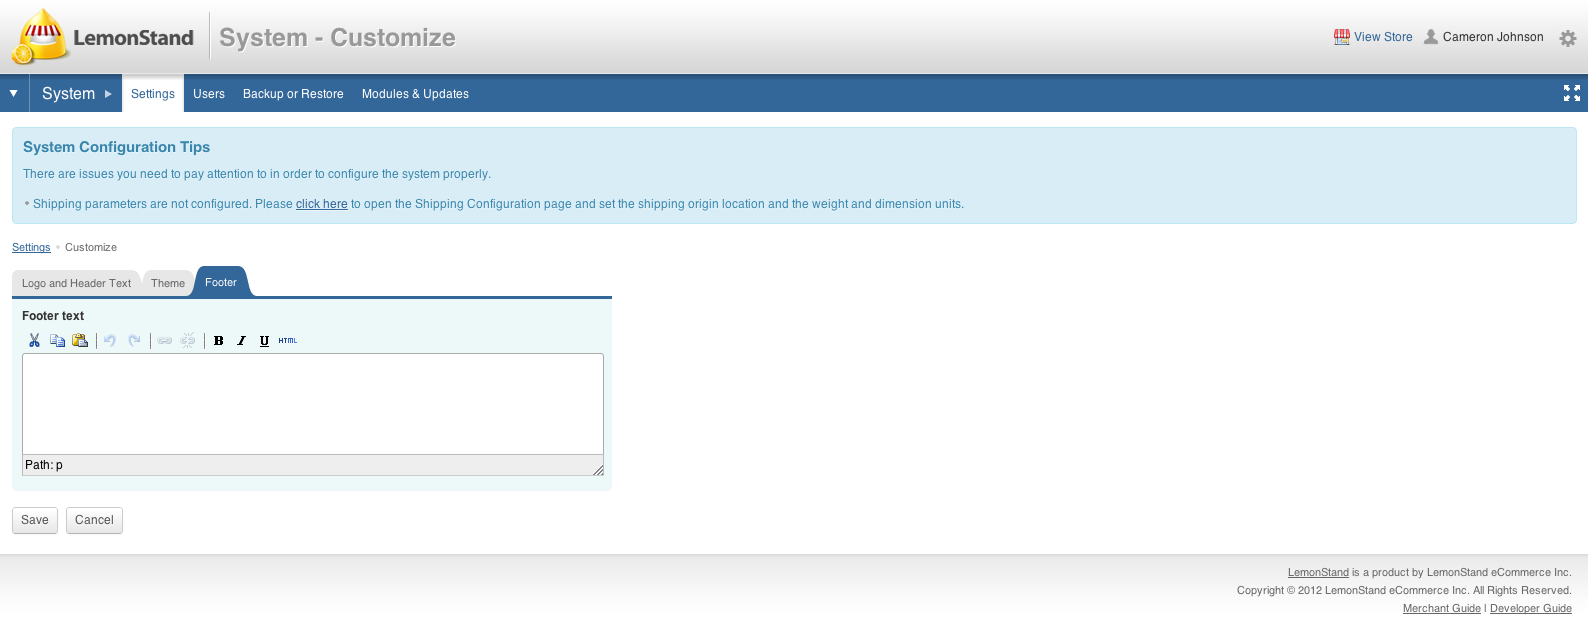 LemonStand
System - Customize
View Store
Cameron Johnson
System
Settings
Users
Backup or Restore
Modules & Updates
System Configuration Tips
There are issues you need to pay attention to in order to configure the system properly.
• Shipping parameters are not configured. Please click here to open the Shipping Configuration page and set the shipping origin location and the weight and dimension units.
Settings • Customize
Logo and Header Text
Theme
Footer
Footer text
B I U HTML
Path: p
Save
Cancel
LemonStand is a product by LemonStand eCommerce Inc.
Copyright © 2012 LemonStand eCommerce Inc. All Rights Reserved.
Merchant Guide | Developer Guide